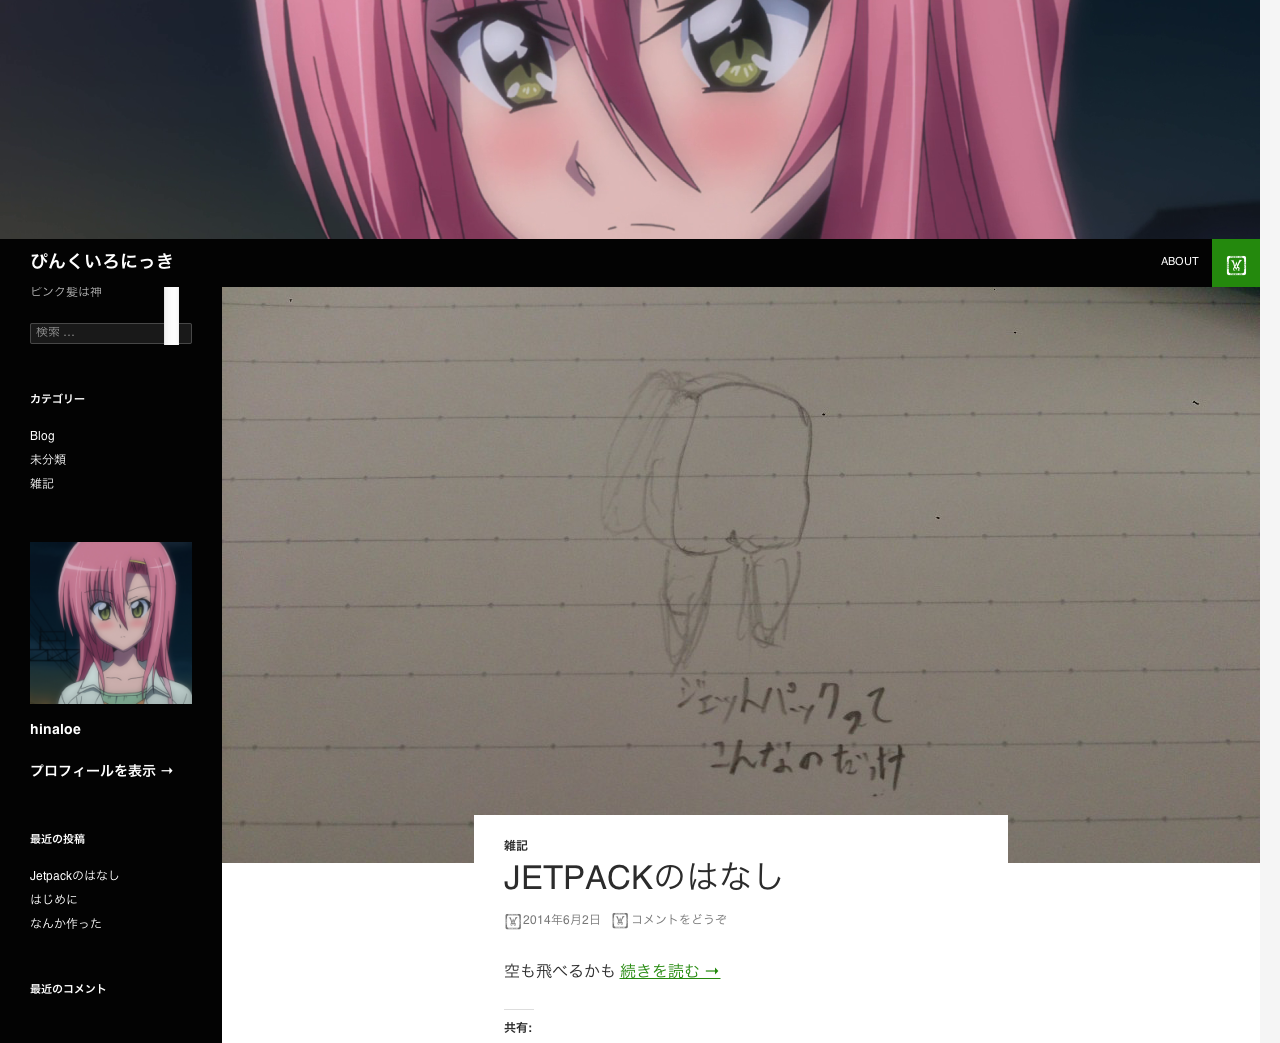 ぴんくいろにっき
ABOUT
ピンク髪は神
検索 …
カテゴリー
Blog
未分類
雑記
hinaloe
プロフィールを表示 →
最近の投稿
Jetpackのはなし
はじめに
なんか作った
最近のコメント
ジェットパックって
こんなのだっけ
雑記
JETPACKのはなし
2014年6月2日 コメントをどうぞ
空も飛べるかも 続きを読む →
共有: